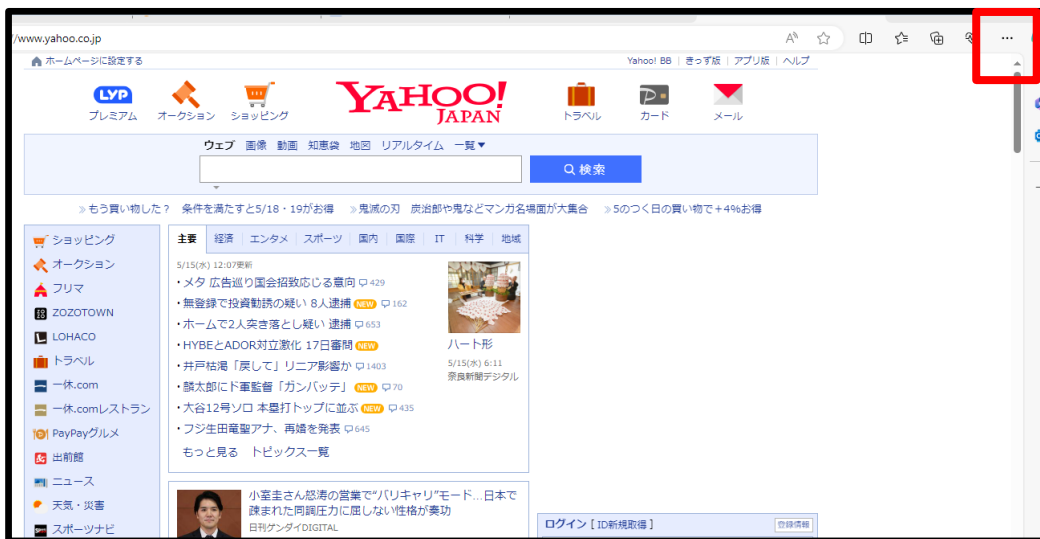 /www.yahoo.co.jp
ホームページに設定する
Yahoo! BB きっず版 アプリ版 ヘルプ
LYP
プレミアム
オークション
ショッピング
YAHOO!
JAPAN
トラベル
カード
メール
ウェブ 画像 動画 知恵袋 地図 リアルタイム 一覧▼
検索
»もう買い物した? 条件を満たすと5/18・19がお得 »鬼滅の刃 炭治郎や鬼などマンガ名場面が大集合 »5のつく日の買い物で+4%お得
ショッピング
オークション
フリマ
ZOZOTOWN
LOHACO
トラベル
一休.com
一休.comレストラン
PayPayグルメ
出前館
ニュース
天気・災害
スポーツナビ
主要 経済 エンタメ スポーツ 国内 国際 IT 科学 地域
5/15(水) 12:07更新
・メタ 広告巡り国会招致応じる意向 429
・無登録で投資勧誘の疑い 8人逮捕 NEW 162
・ホームで2人突き落とし疑い 逮捕 653
・HYBEとADOR対立激化 17日審問 NEW
・井戸枯渇「戻して」リニア影響か 1403
・麟太郎にド軍監督「ガンバッテ」 NEW 70
・大谷12号ソロ 本塁打トップに並ぶ NEW 435
・フジ生田竜聖アナ、再婚を発表 645
もっと見る トピックス一覧
ハート形
5/15(水) 6:11
奈良新聞デジタル
小室圭さん怒涛の営業で“バリキャリ”モード…日本で
疎まれた同調圧力に屈しない性格が奏功
日刊ゲンダイDIGITAL
ログイン [ ID新規取得 ]
登録情報